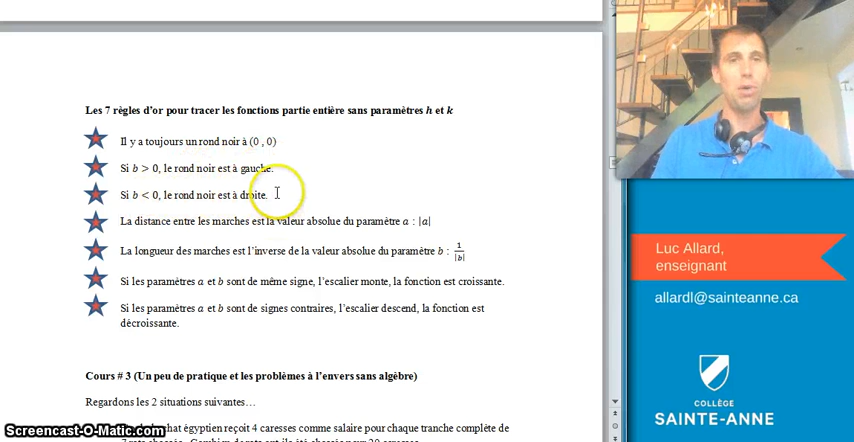 Les 7 règles d'or pour tracer les fonctions partie entière sans paramètres h et k
Il y a toujours un rond noir à (0 , 0)
Si b > 0, le rond noir est à gauche.
Si b < 0, le rond noir est à droite.
La distance entre les marches est la valeur absolue du paramètre a : |a|
La longueur des marches est l'inverse de la valeur absolue du paramètre b : 1/|b|
Si les paramètres a et b sont de même signe, l'escalier monte, la fonction est croissante.
Si les paramètres a et b sont de signes contraires, l'escalier descend, la fonction est
décroissante.
Cours # 3 (Un peu de pratique et les problèmes à l'envers sans algèbre)
Regardons les 2 situations suivantes…
chat égyptien reçoit 4 caresses comme salaire pour chaque tranche complète de
Luc Allard,
enseignant
allardl@sainteanne.ca
COLLÈGE
SAINTE-ANNE
Screencast-O-Matic.com